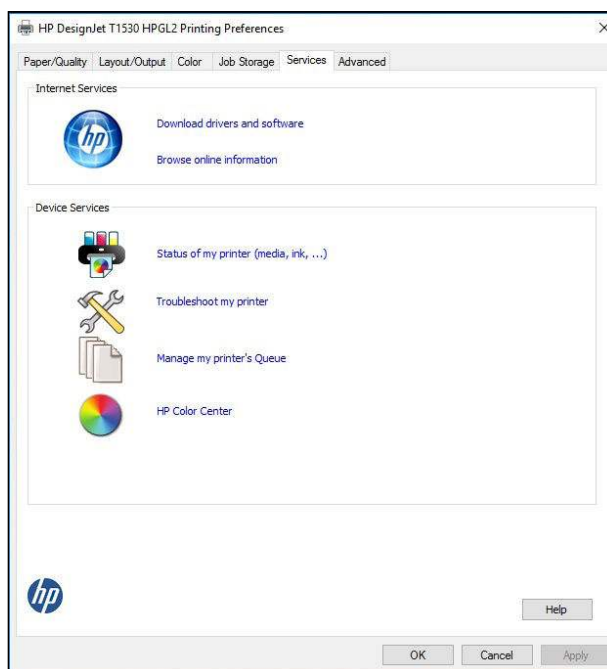 HP DesignJet T1530 HPGL2 Printing Preferences
Paper/Quality Layout/Output Color Job Storage Services Advanced
Internet Services
hp
Download drivers and software
Browse online information
Device Services
Status of my printer (media, ink, ...)
Troubleshoot my printer
Manage my printer's Queue
HP Color Center
hp
Help
OK Cancel Apply